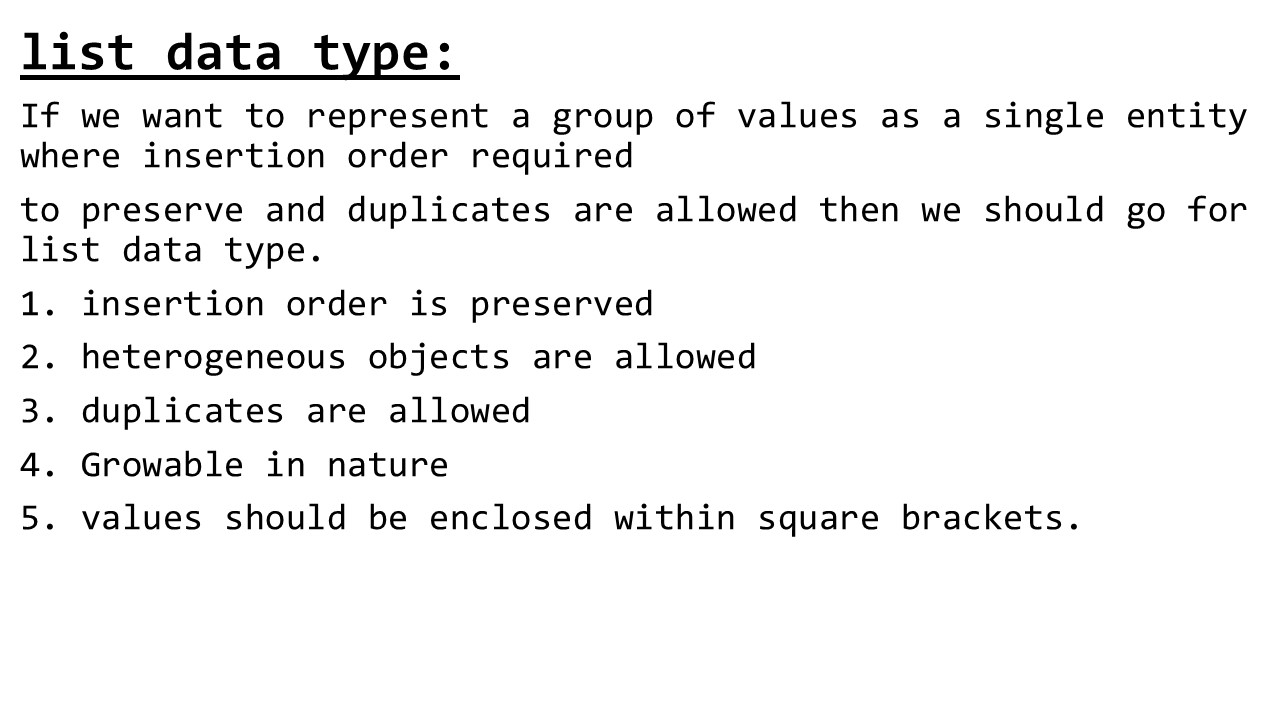 list data type:
If we want to represent a group of values as a single entity
where insertion order required
to preserve and duplicates are allowed then we should go for
list data type.
1. insertion order is preserved
2. heterogeneous objects are allowed
3. duplicates are allowed
4. Growable in nature
5. values should be enclosed within square brackets.